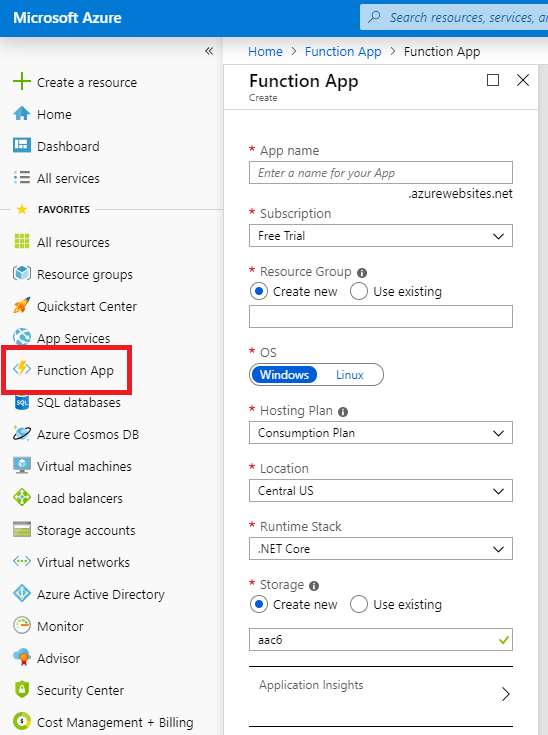 Microsoft Azure
Search resources, services, a
«
Create a resource
Home
Dashboard
All services
FAVORITES
All resources
Resource groups
Quickstart Center
App Services
Function App
SQL databases
Azure Cosmos DB
Virtual machines
Load balancers
Storage accounts
Virtual networks
Azure Active Directory
Monitor
Advisor
Security Center
Cost Management + Billing
Home > Function App > Function App
Function App
Create
* App name
Enter a name for your App
.azurewebsites.net
* Subscription
Free Trial
* Resource Group
Create new Use existing
* OS
Windows Linux
* Hosting Plan
Consumption Plan
* Location
Central US
* Runtime Stack
.NET Core
* Storage
Create new Use existing
aac6
Application Insights